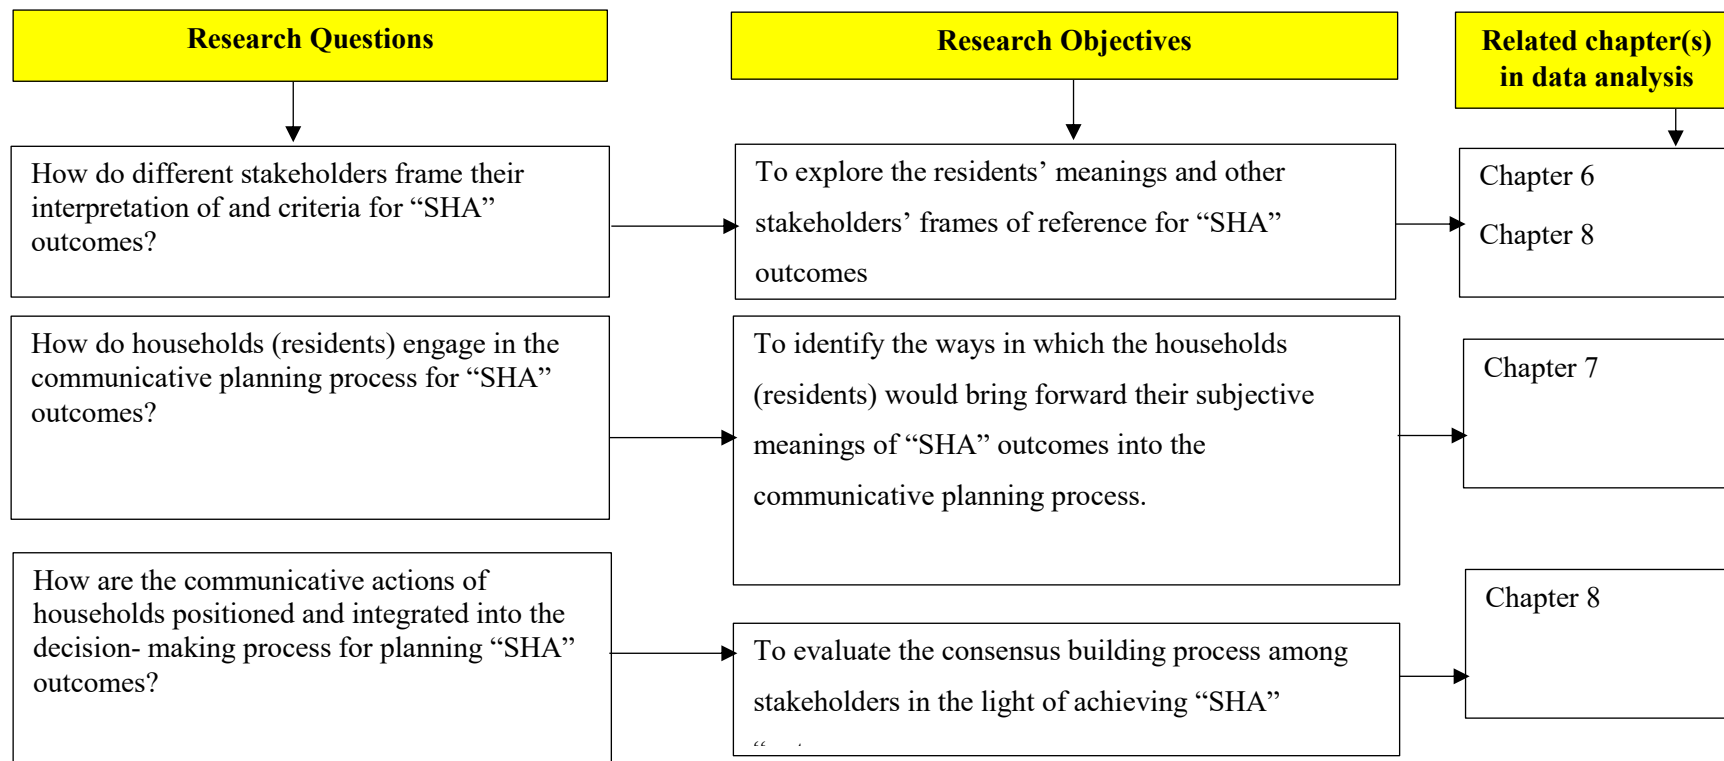 Research Questions
Research Objectives
Related chapter(s)
in data analysis
How do different stakeholders frame their
interpretation of and criteria for “SHA”
outcomes?
To explore the residents’ meanings and other
stakeholders’ frames of reference for “SHA”
outcomes
Chapter 6
Chapter 8
How do households (residents) engage in the
communicative planning process for “SHA”
outcomes?
To identify the ways in which the households
(residents) would bring forward their subjective
meanings of “SHA” outcomes into the
communicative planning process.
Chapter 7
How are the communicative actions of
households positioned and integrated into the
decision- making process for planning “SHA”
outcomes?
To evaluate the consensus building process among
stakeholders in the light of achieving “SHA”
Chapter 8